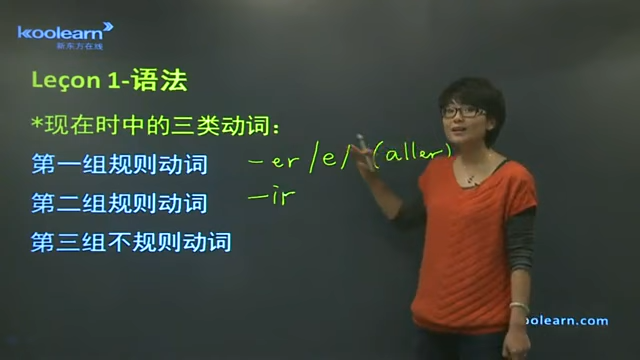 koolearn
新东方在线
Leçon 1-语法
*现在时中的三类动词：
第一组规则动词 -er /e/ (aller)
第二组规则动词 -ir
第三组不规则动词
oolearn.com